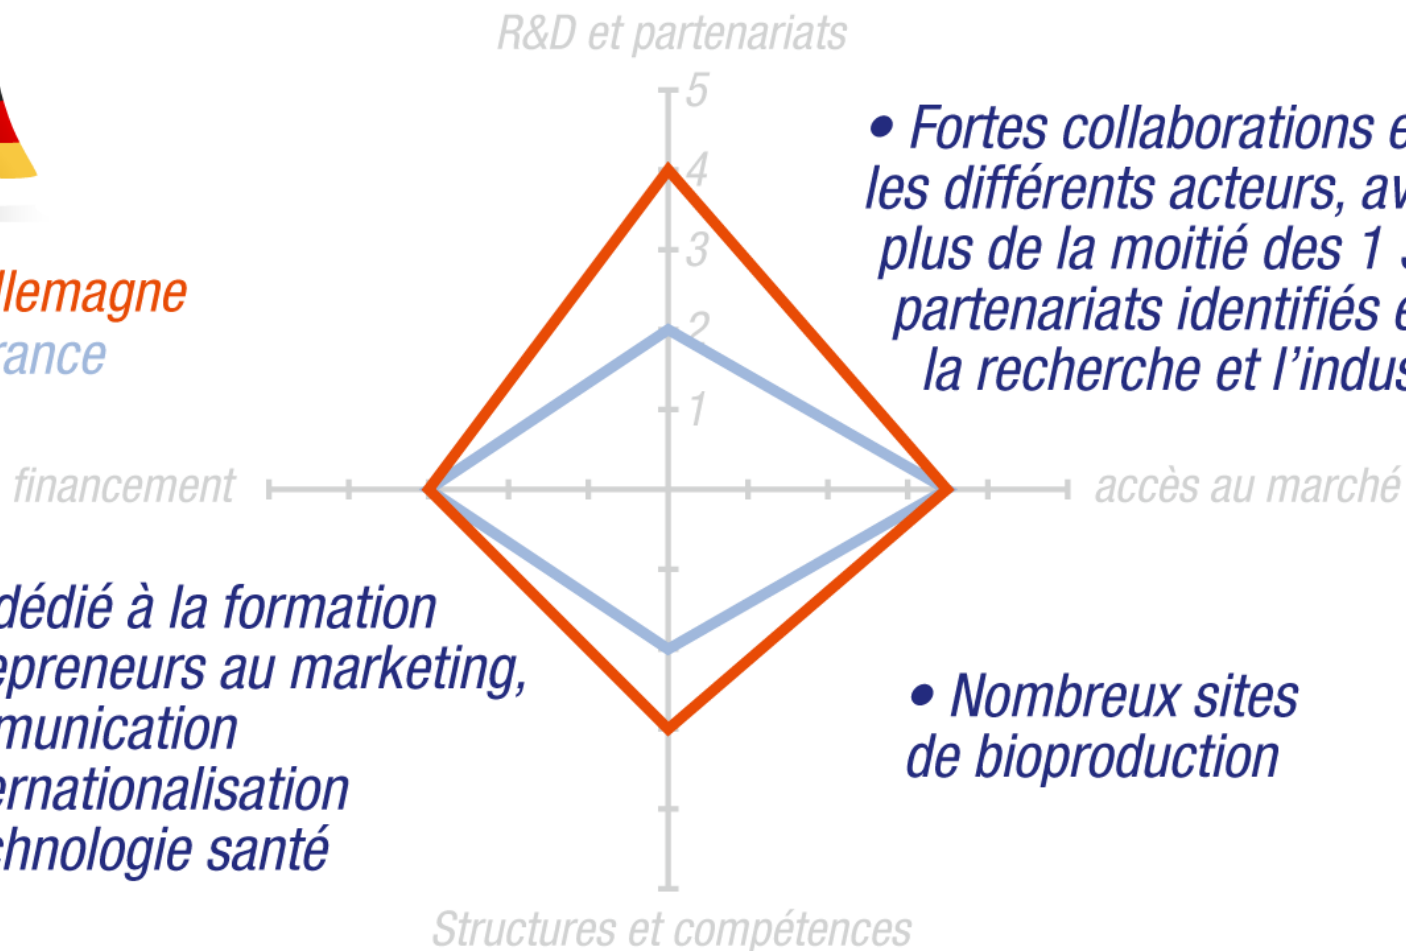 R&D et partenariats
5
4
3
2
1
• Fortes collaborations
les différents acteurs,
plus de la moitié des 1
partenariats identifiés
la recherche et l'indus
llemagne
rance
financement
accès au marché
dédié à la formation
epreneurs au marketing,
munication
ernationalisation
chnologie santé
• Nombreux sites
de bioproduction
Structures et compétences